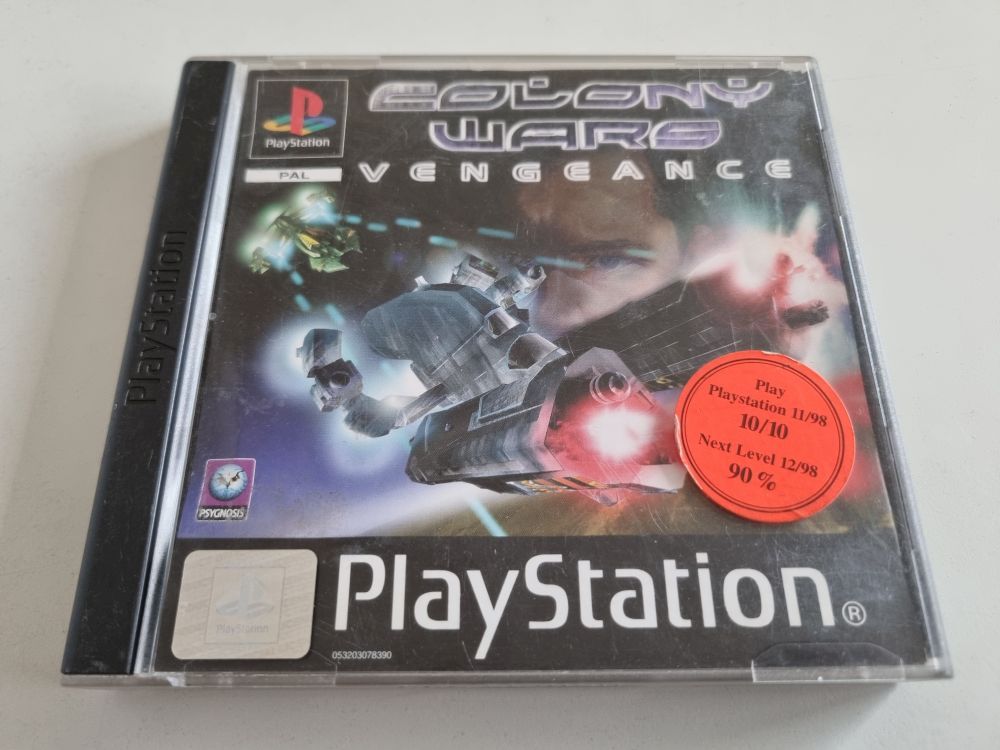 PlayStation
PlayStation
PAL
COLONY
WARS
VENGEANCE
Play
Playstation 11/98
10/10
Next Level 12/98
90 %
PSYGNOSIS
PlayStation
PlayStation®
053203078390